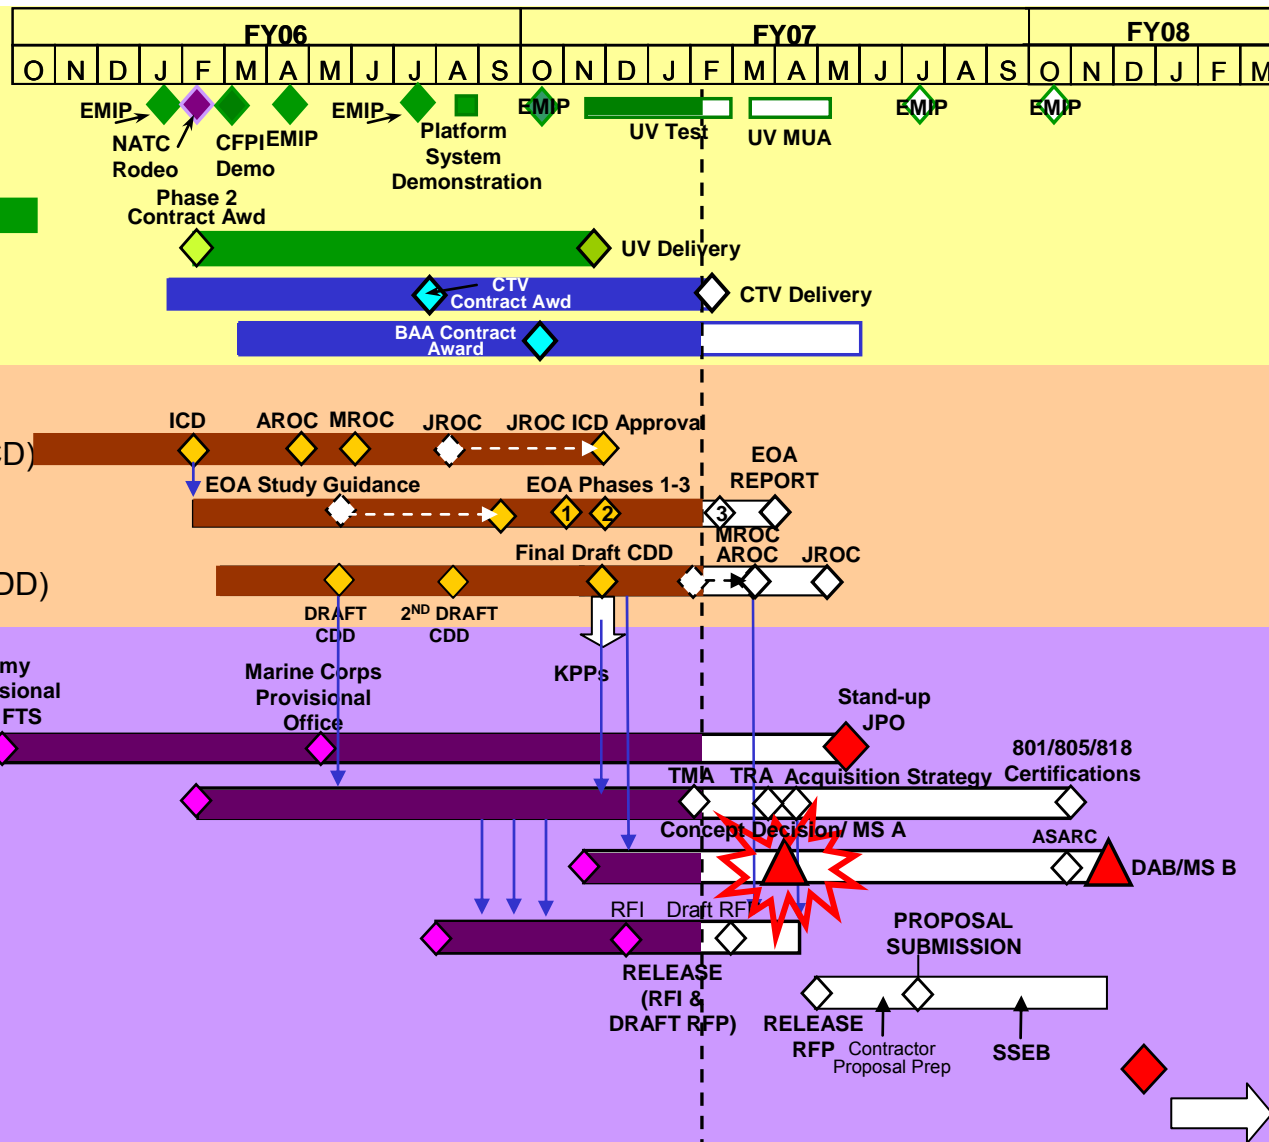 FY06 FY07 FY08
O N D J F M A M J J A S O N D J F M A M J J A S O N D J F M
EMIP
NATC
Rodeo
CFPI
Demo
EMIP
EMIP
Platform
System
Demonstration
EMIP
UV Test
UV MUA
EMIP
EMIP
Phase 2
Contract Awd
UV Delivery
CTV
Contract Awd
CTV Delivery
BAA Contract
Award
CD)
ICD
AROC
MROC
JROC
JROC ICD Approval
EOA
REPORT
EOA Study Guidance
EOA Phases 1-3
1
2
3
DD)
Final Draft CDD
MROC
AROC
JROC
DRAFT
CDD
2ND DRAFT
CDD
KPPs
my
sional
FTS
Marine Corps
Provisional
Office
Stand-up
JPO
TMA
TRA
Acquisition Strategy
801/805/818
Certifications
Concept Decision/ MS A
ASARC
DAB/MS B
RFI
Draft RFP
RELEASE
(RFI &
DRAFT RFP)
PROPOSAL
SUBMISSION
RELEASE
RFP
Contractor
Proposal Prep
SSEB